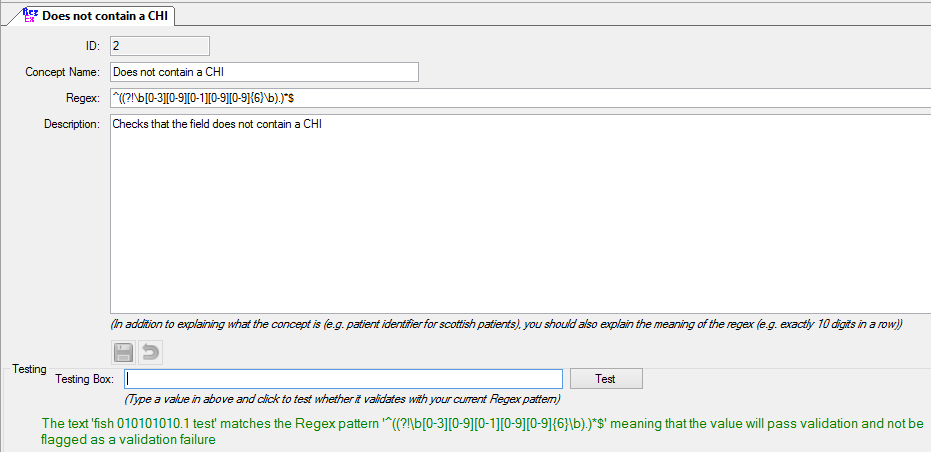 Reg Ex Does not contain a CHI
ID: 2
Concept Name: Does not contain a CHI
Regex: ^((?!\b[0-3][0-9][0-1][0-9][0-9]{6}\b).)*$
Description: Checks that the field does not contain a CHI
(In addition to explaining what the concept is (e.g. patient identifier for scottish patients), you should also explain the meaning of the regex (e.g. exactly 10 digits in a row))
Testing
Testing Box: Test
(Type a value in above and click to test whether it validates with your current Regex pattern)
The text 'fish 010101010.1 test' matches the Regex pattern '^((?!\b[0-3][0-9][0-1][0-9][0-9]{6}\b).)*$' meaning that the value will pass validation and not be
flagged as a validation failure